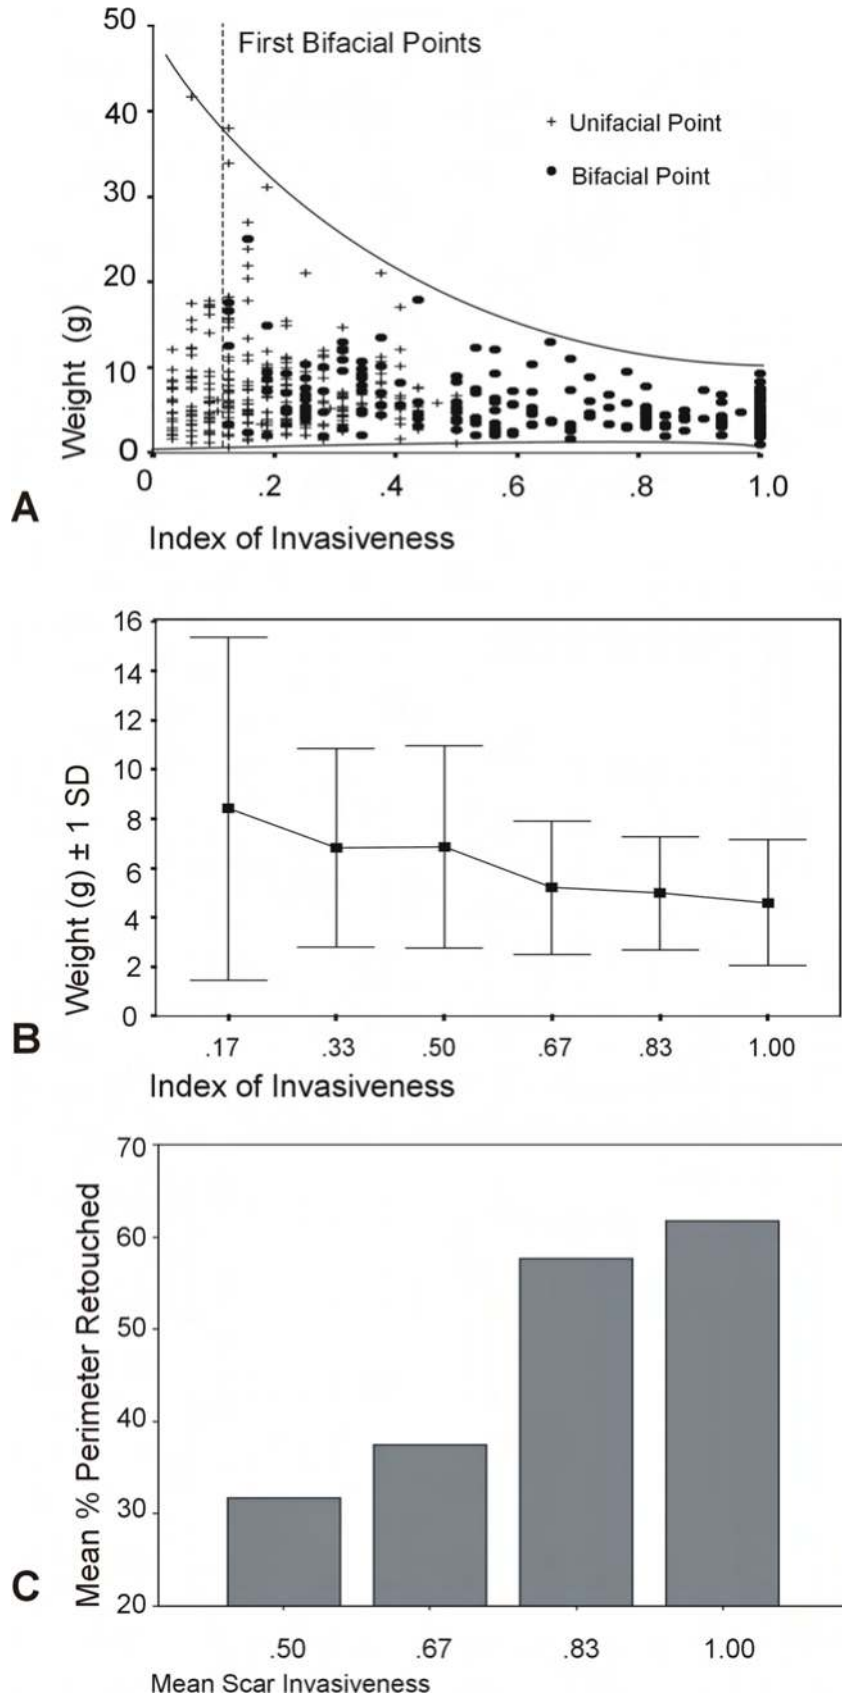 50
First Bifacial Points
40
+ Unifacial Point
30
● Bifacial Point
20
10
0
Weight (g)
0 .2 .4 .6 .8 1.0
A
Index of Invasiveness
16
14
12
10
8
6
4
2
0
Weight (g) ± 1 SD
B
.17 .33 .50 .67 .83 1.00
Index of Invasiveness
70
60
50
40
30
20
Mean % Perimeter Retouched
C
.50 .67 .83 1.00
Mean Scar Invasiveness